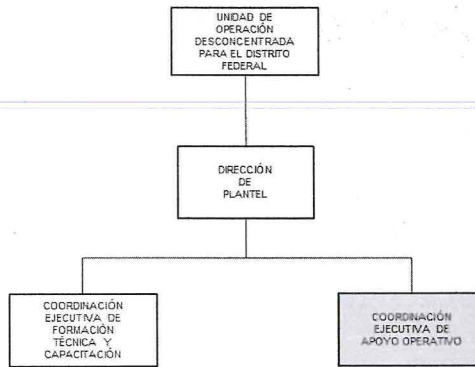 UNIDAD DE
OPERACIÓN
DESCONCENTRADA
PARA EL DISTRITO
FEDERAL
DIRECCIÓN
DE
PLANTEL
COORDINACIÓN
EJECUTIVA DE
FORMACIÓN
TÉCNICA Y
CAPACITACIÓN
COORDINACIÓN
EJECUTIVA DE
APOYO OPERATIVO